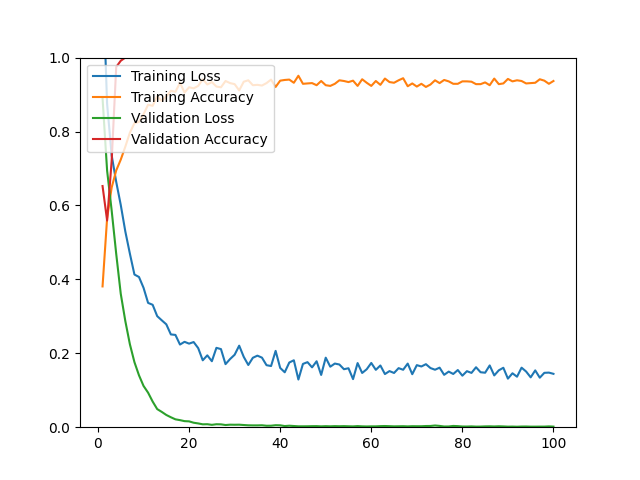 1.0
0.8
0.6
0.4
0.2
0.0
Training Loss
Training Accuracy
Validation Loss
Validation Accuracy
0 20 40 60 80 100